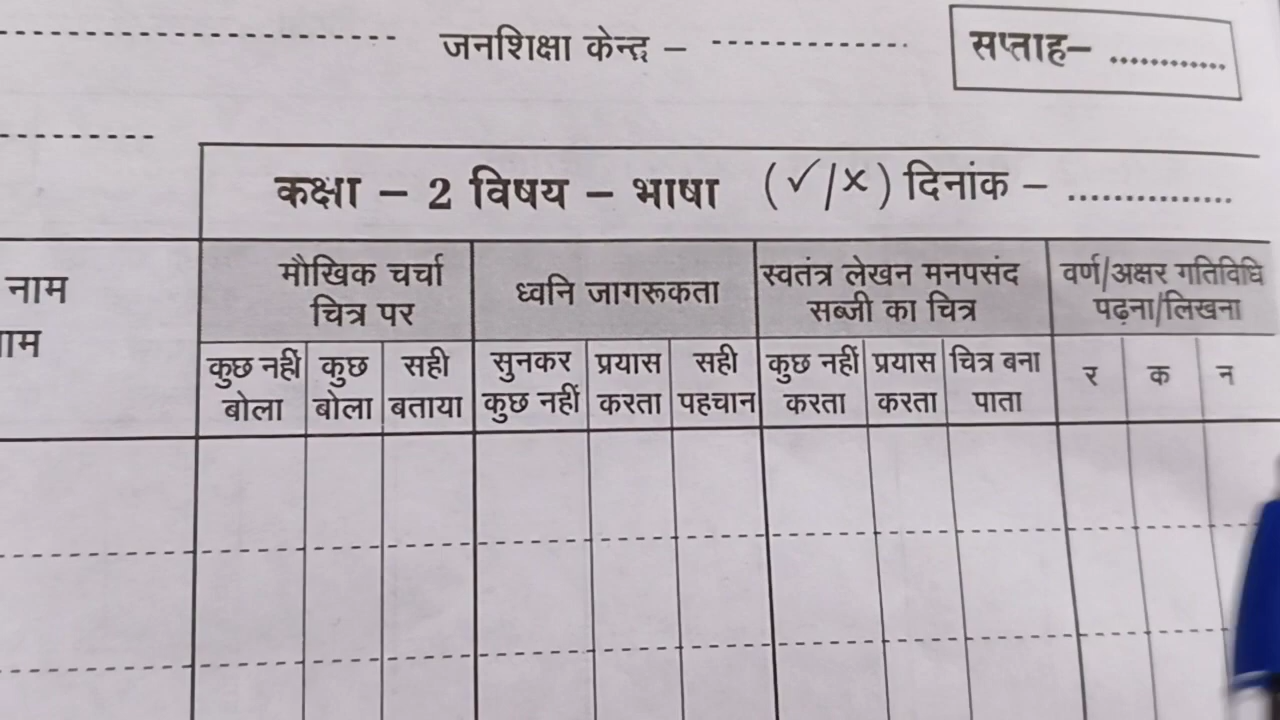 जनशिक्षा केन्द्र – ............... सप्ताह– ............
कक्षा – 2 विषय – भाषा (✓/×) दिनांक – ...............
नाम
मौखिक चर्चा
चित्र पर
ध्वनि जागरूकता
स्वतंत्र लेखन मनपसंद
सब्जी का चित्र
वर्ण/अक्षर गतिविधि
पढ़ना/लिखना
कुछ नहीं
बोला
कुछ
बोला
सही
बताया
सुनकर
कुछ नहीं
प्रयास
करता
सही
पहचान
कुछ नहीं
करता
प्रयास
करता
चित्र बना
पाता
र
क
न